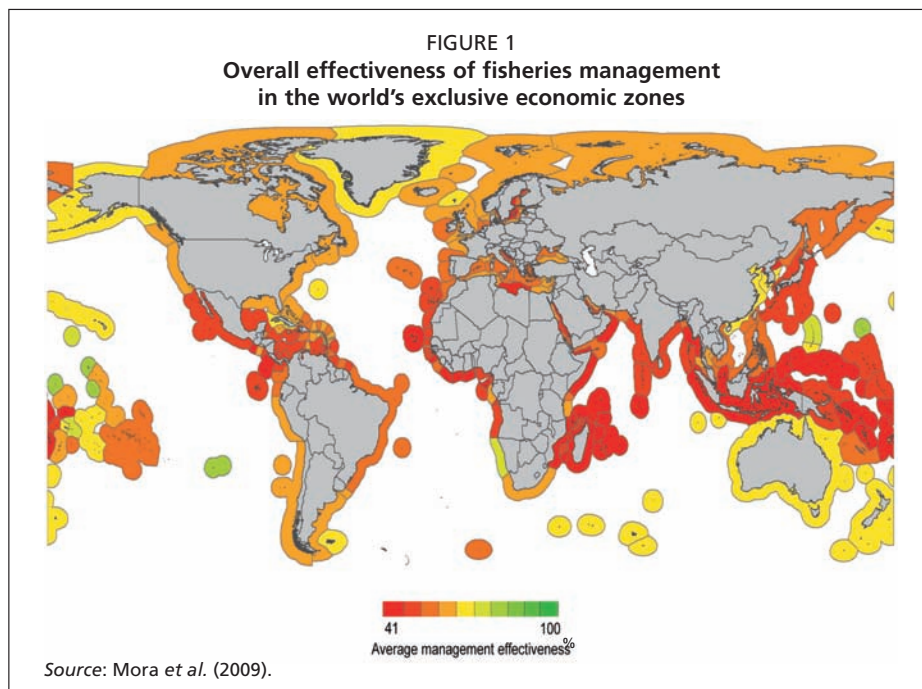 FIGURE 1
Overall effectiveness of fisheries management
in the world's exclusive economic zones
41
100
%
Average management effectiveness
Source: Mora et al. (2009).